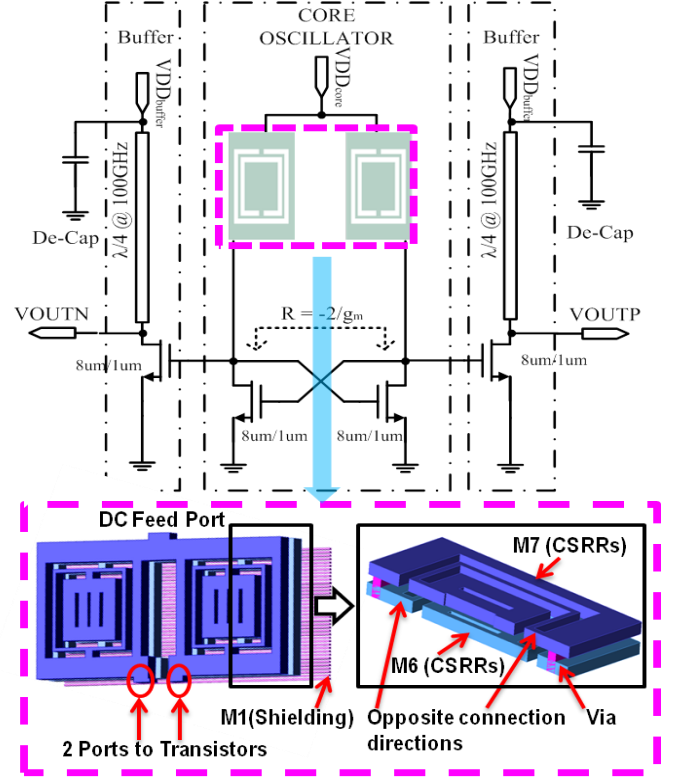 CORE
OSCILLATOR
Buffer
Buffer
VDDbuffer
VDDcore
VDDbuffer
λ/4 @ 100GHz
λ/4 @ 100GHz
De-Cap
De-Cap
VOUTN
R = -2/gm
VOUTP
8um/1um
8um/1um
8um/1um
8um/1um
DC Feed Port
M7 (CSRRs)
M6 (CSRRs)
M1(Shielding)
Opposite connection
directions
Via
2 Ports to Transistors